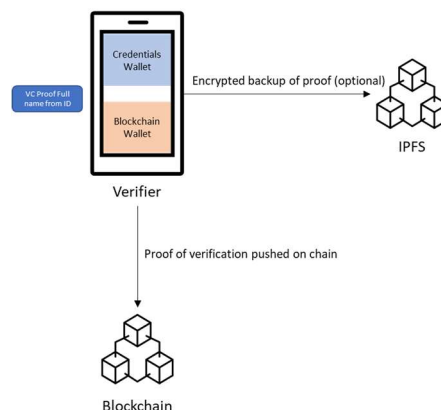 Credentials
Wallet
VC Proof Full
name from ID
Encrypted backup of proof (optional)
Blockchain
Wallet
IPFS
Verifier
Proof of verification pushed on chain
Blockchain